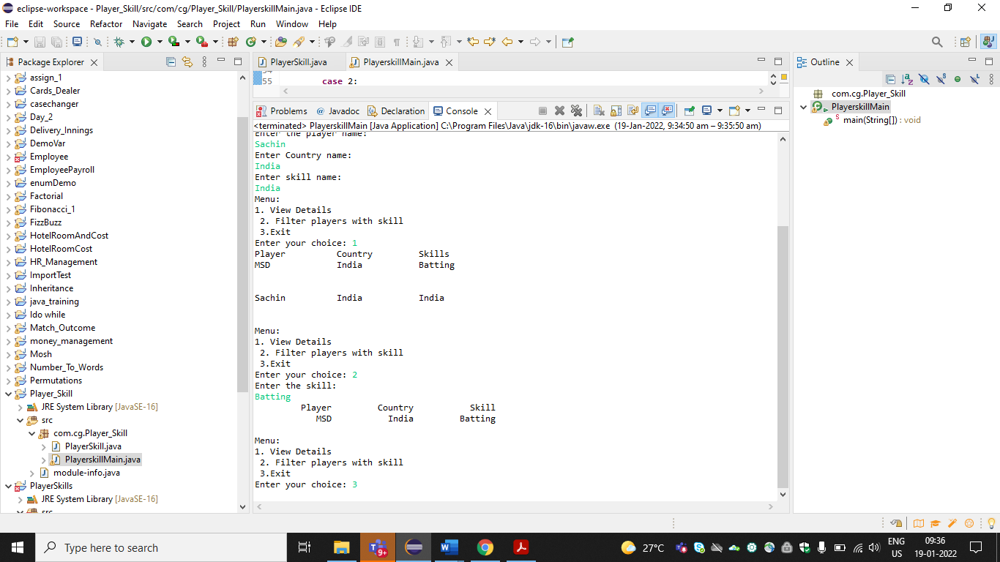 eclipse-workspace - Player_Skill/src/com/cg/Player_Skill/PlayerskillMain.java - Eclipse IDE
File Edit Source Refactor Navigate Search Project Run Window Help
Package Explorer
assign_1
Cards_Dealer
casechanger
Day_2
Delivery_Innings
DemoVar
Employee
EmployeePayroll
enumDemo
Factorial
Fibonacci_1
FizzBuzz
HotelRoomAndCost
HotelRoomCost
HR_Management
ImportTest
Inheritance
java_training
ldo while
Match_Outcome
money_management
Mosh
Number_To_Words
Permutations
Player_Skill
JRE System Library [JavaSE-16]
src
com.cg.Player_Skill
PlayerSkill.java
PlayerskillMain.java
module-info.java
PlayerSkills
JRE System Library [JavaSE-16]
src
PlayerSkill.java PlayerskillMain.java
55 case 2:
Problems @ Javadoc Declaration Console
<terminated> PlayerskillMain [Java Application] C:\Program Files\Java\jdk-16\bin\javaw.exe (19-Jan-2022, 9:34:50 am – 9:35:50 am)
Enter the player name:
Sachin
Enter Country name:
India
Enter skill name:
India
Menu:
1. View Details
2. Filter players with skill
3.Exit
Enter your choice: 1
Player Country Skills
MSD India Batting
Sachin India India
Menu:
1. View Details
2. Filter players with skill
3.Exit
Enter your choice: 2
Enter the skill:
Batting
Player Country Skill
MSD India Batting
Menu:
1. View Details
2. Filter players with skill
3.Exit
Enter your choice: 3
Outline
com.cg.Player_Skill
PlayerskillMain
main(String[]) : void
Type here to search
9+
27°C
ENG
US
09:36
19-01-2022